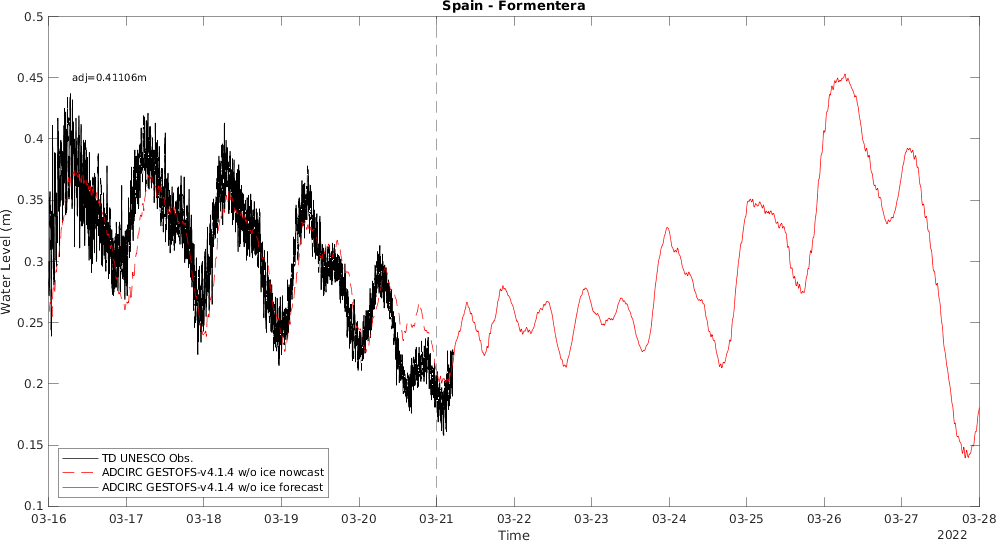 Spain - Formentera
adj=0.41106m
0.5
0.45
0.4
0.35
0.3
0.25
0.2
0.15
0.1
Water Level (m)
TD UNESCO Obs.
ADCIRC GESTOFS-v4.1.4 w/o ice nowcast
ADCIRC GESTOFS-v4.1.4 w/o ice forecast
03-16 03-17 03-18 03-19 03-20 03-21 03-22 03-23 03-24 03-25 03-26 03-27 03-28
Time
2022